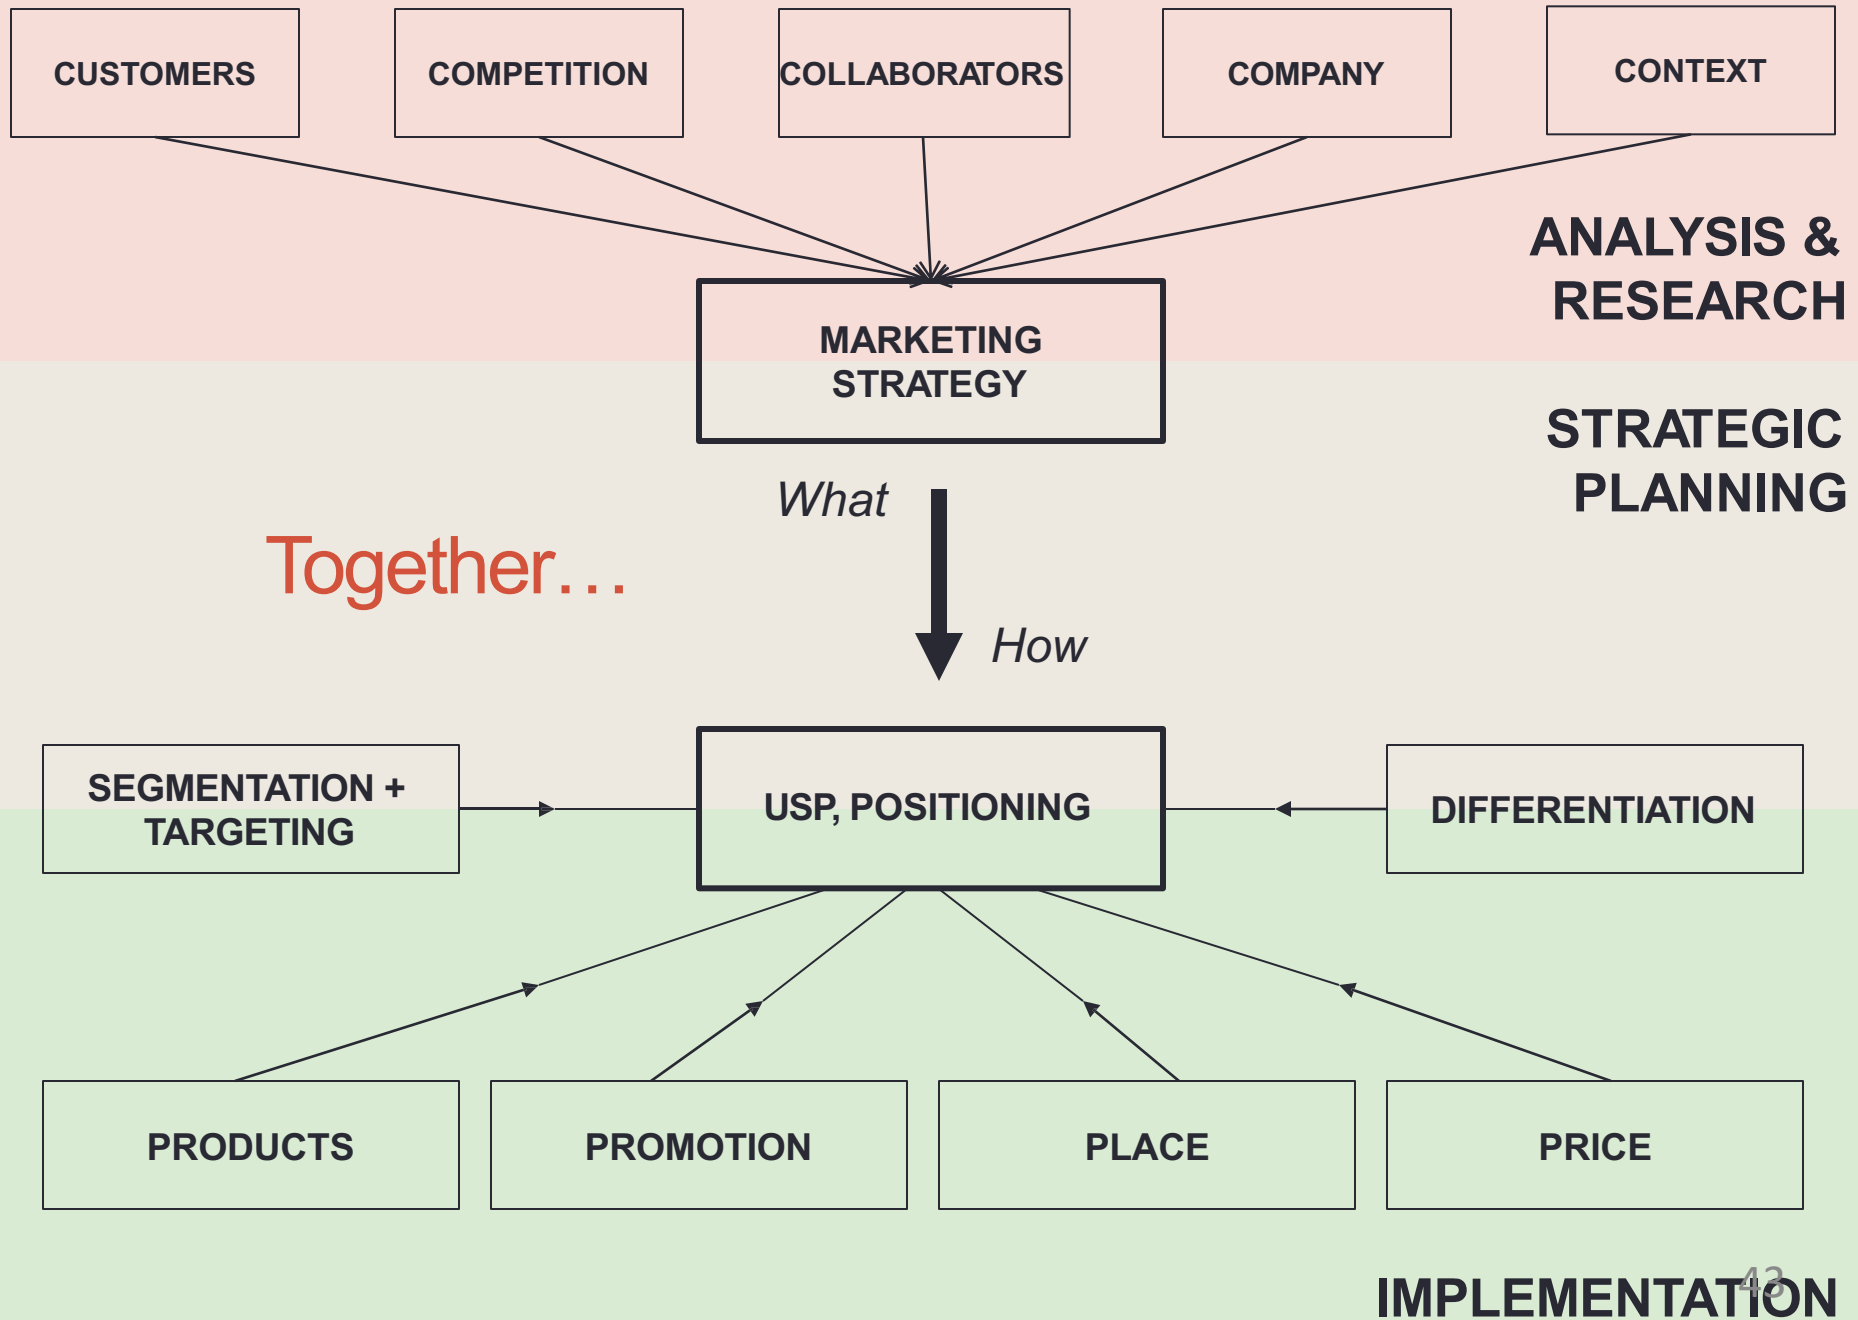 CUSTOMERS
COMPETITION
COLLABORATORS
COMPANY
CONTEXT
ANALYSIS &
RESEARCH
MARKETING
STRATEGY
STRATEGIC
PLANNING
What
Together…
How
SEGMENTATION +
TARGETING
USP, POSITIONING
DIFFERENTIATION
PRODUCTS
PROMOTION
PLACE
PRICE
IMPLEMENTATION
43